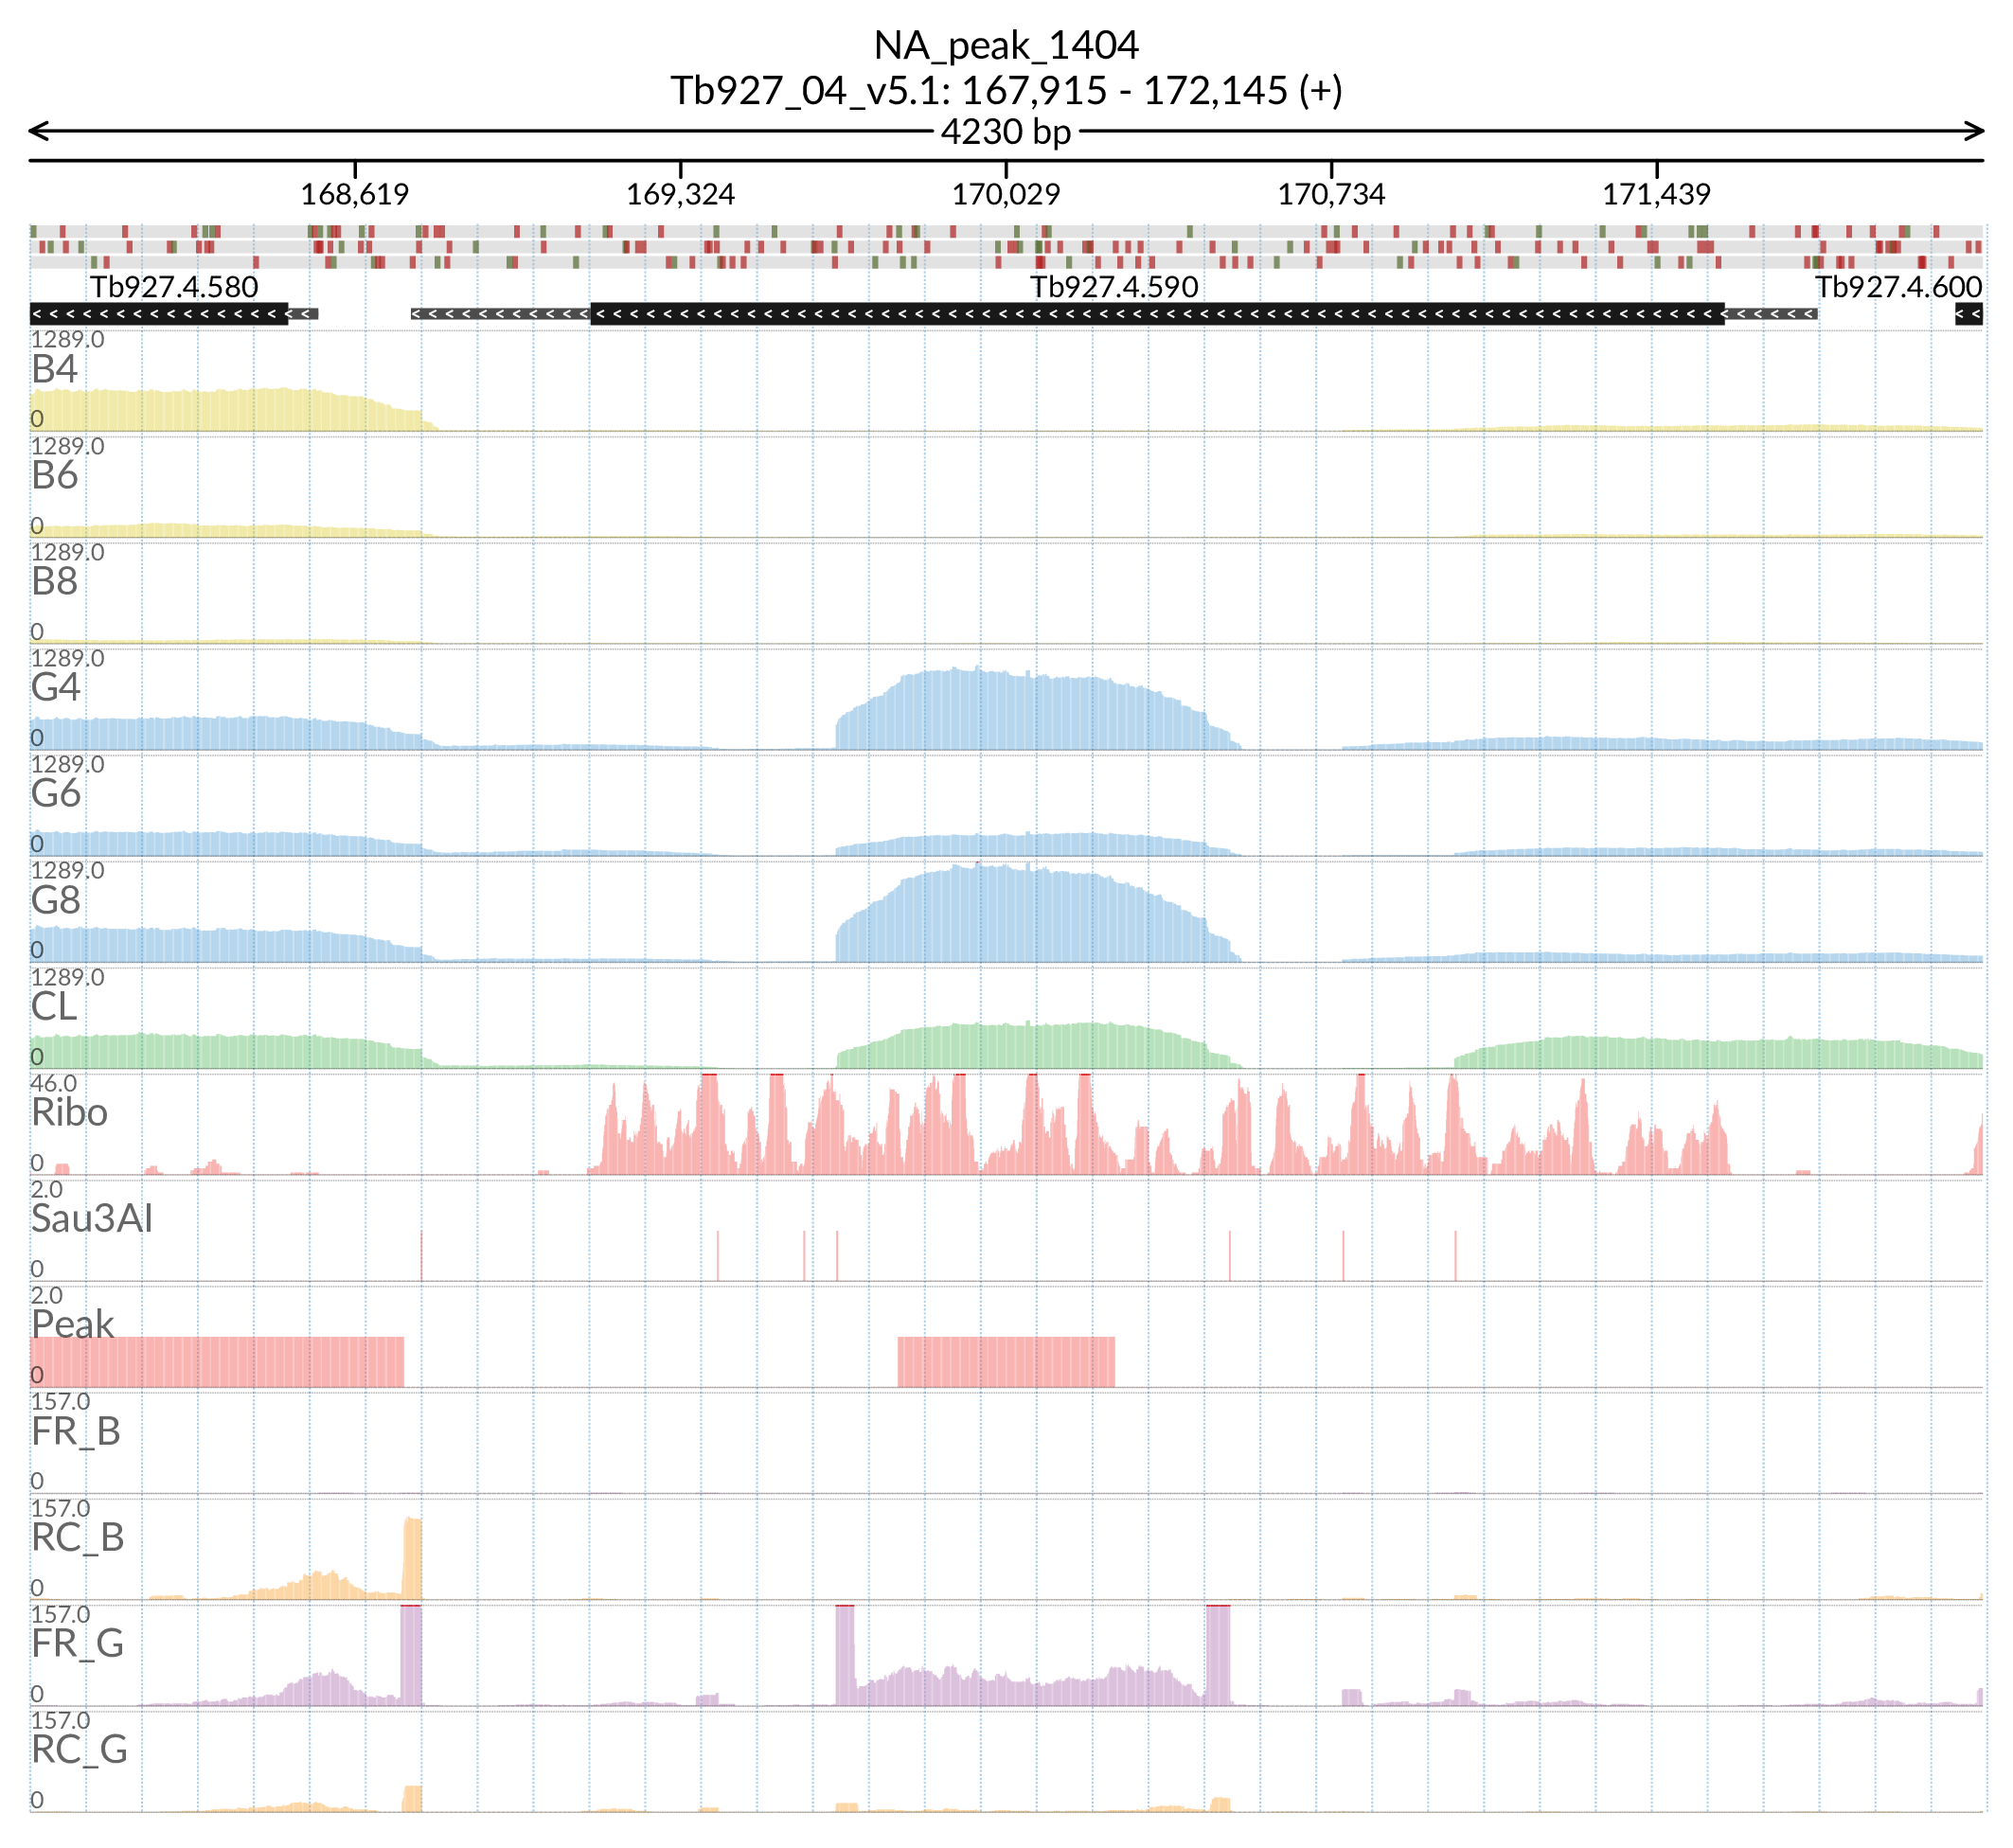 NA_peak_1404
Tb927_04_v5.1: 167,915 - 172,145 (+)
4230 bp
168,619 169,324 170,029 170,734 171,439
Tb927.4.580 Tb927.4.590 Tb927.4.600
1289.0
B4
0
1289.0
B6
0
1289.0
B8
0
1289.0
G4
0
1289.0
G6
0
1289.0
G8
0
1289.0
CL
0
46.0
Ribo
0
2.0
Sau3AI
0
2.0
Peak
0
157.0
FR_B
0
157.0
RC_B
0
157.0
FR_G
0
157.0
RC_G
0